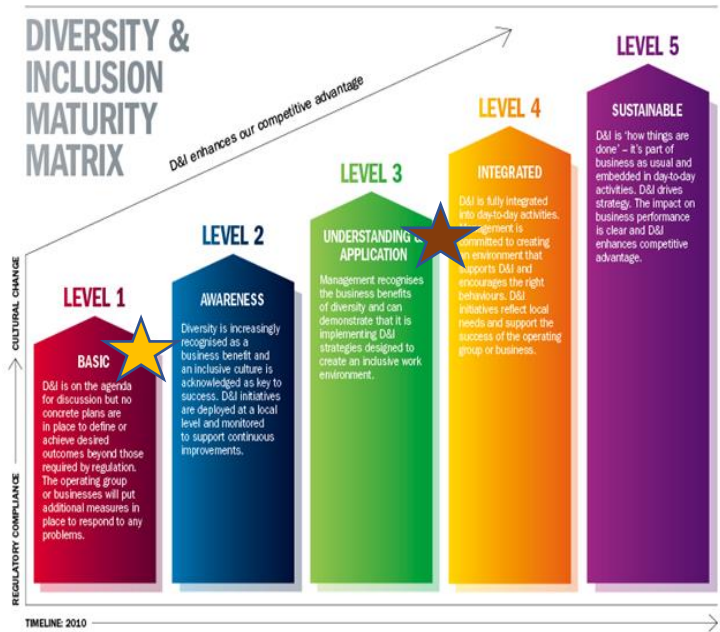 DIVERSITY &
INCLUSION
MATURITY
MATRIX
D&I enhances our competitive advantage
CULTURAL CHANGE
REGULATORY COMPLIANCE
LEVEL 1
BASIC
D&I is on the agenda
for discussion but no
concrete plans are
in place to define or
achieve desired
outcomes beyond those
required by regulation.
The operating group
or businesses will put
additional measures in
place to respond to any
problems.
LEVEL 2
AWARENESS
Diversity is increasingly
recognised as a
business benefit and
an inclusive culture is
acknowledged as key to
success. D&I initiatives
are deployed at a local
level and monitored
to support continuous
improvements.
LEVEL 3
UNDERSTANDING
APPLICATION
Management recognises
the business benefits
of diversity and can
demonstrate that it is
implementing D&I
strategies designed to
create an inclusive work
environment.
LEVEL 4
INTEGRATED
D&I is fully integrated
into day-to-day activities.
is
committed to creating
an environment that
supports D&I and
encourages the right
behaviours. D&I
initiatives reflect local
needs and support the
success of the operating
group or business.
LEVEL 5
SUSTAINABLE
D&I is ‘how things are
done’ – it’s part of
business as usual and
embedded in day-to-day
activities. D&I drives
strategy. The impact on
business performance
is clear and D&I
enhances competitive
advantage.
TIMELINE: 2010